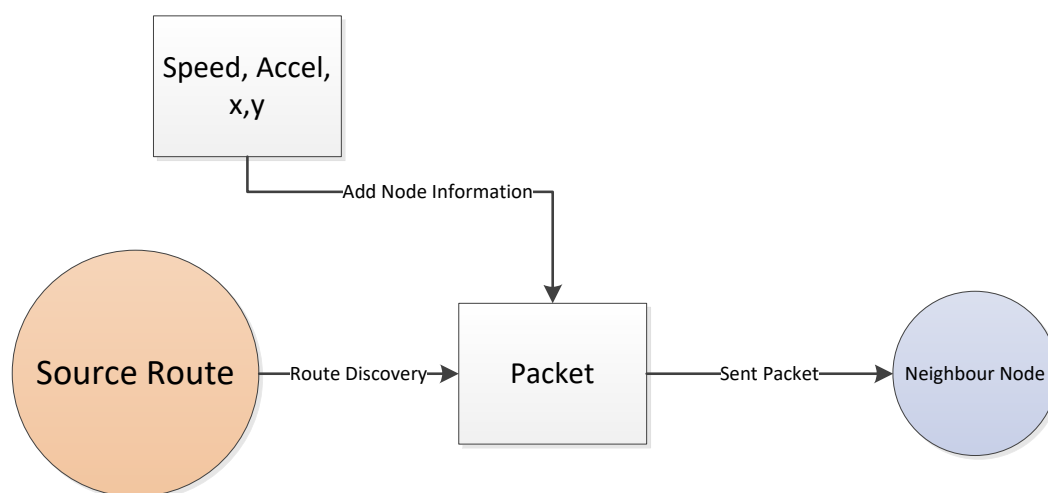 Speed, Accel,
x,y
Add Node Information
Source Route
Route Discovery
Packet
Sent Packet
Neighbour Node